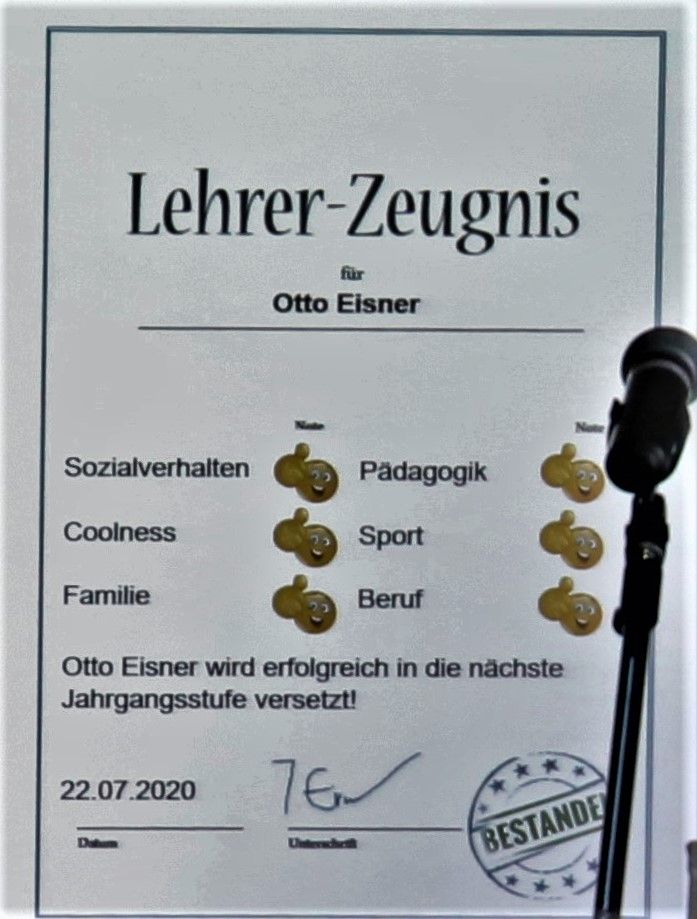 Lehrer-Zeugnis
für
Otto Eisner
Note Note
Sozialverhalten Pädagogik
Coolness Sport
Familie Beruf
Otto Eisner wird erfolgreich in die nächste
Jahrgangsstufe versetzt!
22.07.2020
Datum Unterschrift
BESTANDE